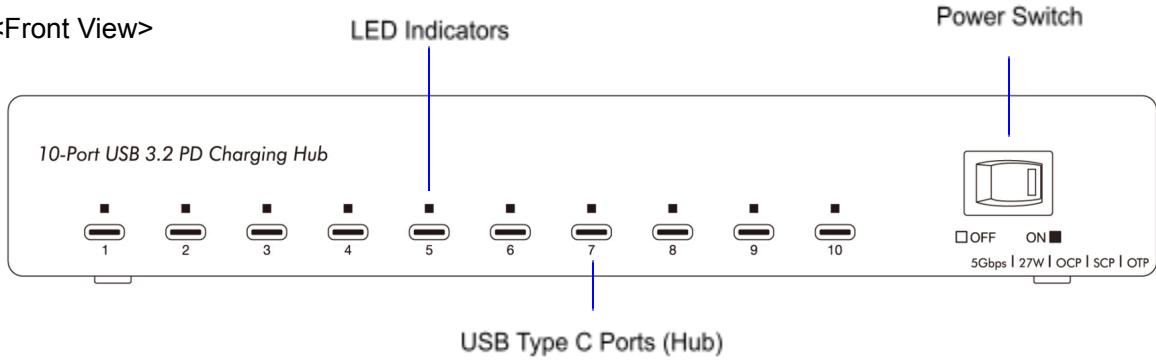 <Front View>
LED Indicators
Power Switch
10-Port USB 3.2 PD Charging Hub
1 2 3 4 5 6 7 8 9 10
OFF ON
5Gbps | 27W | OCP | SCP | OTP
USB Type C Ports (Hub)